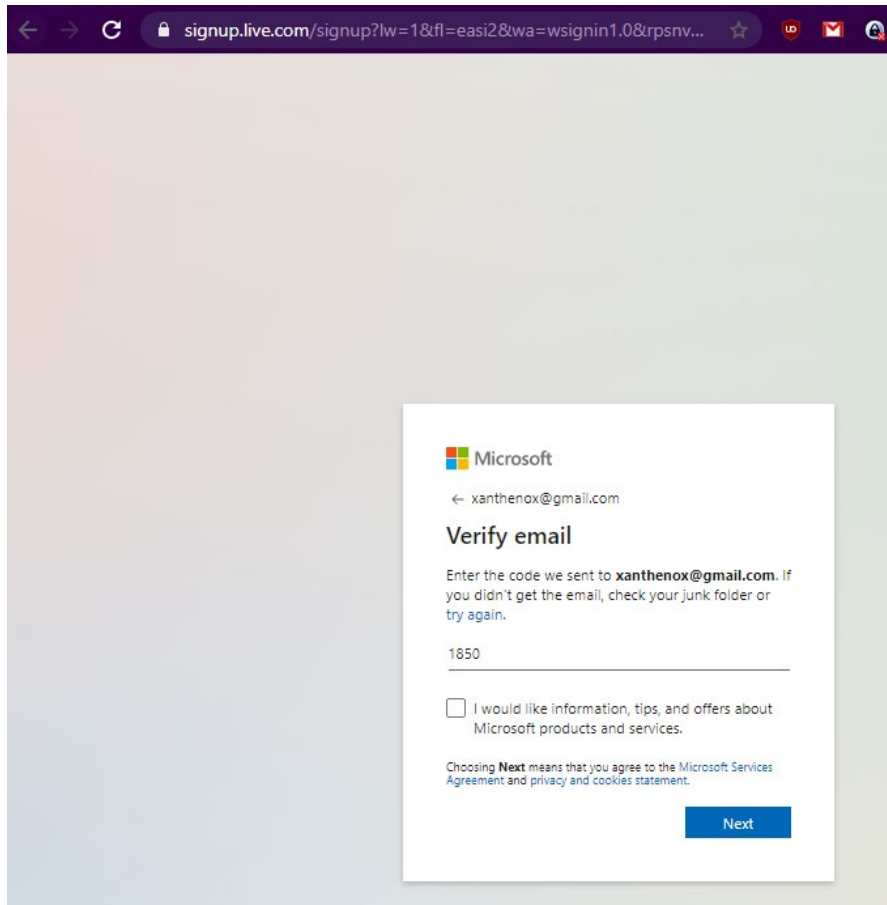 signup.live.com/signup?lw=1&fl=easi2&wa=wsignin1.0&rpsnv...
Microsoft
← xanthenox@gmail.com
Verify email
Enter the code we sent to xanthenox@gmail.com. If
you didn't get the email, check your junk folder or
try again.
1850
I would like information, tips, and offers about
Microsoft products and services.
Choosing Next means that you agree to the Microsoft Services
Agreement and privacy and cookies statement.
Next